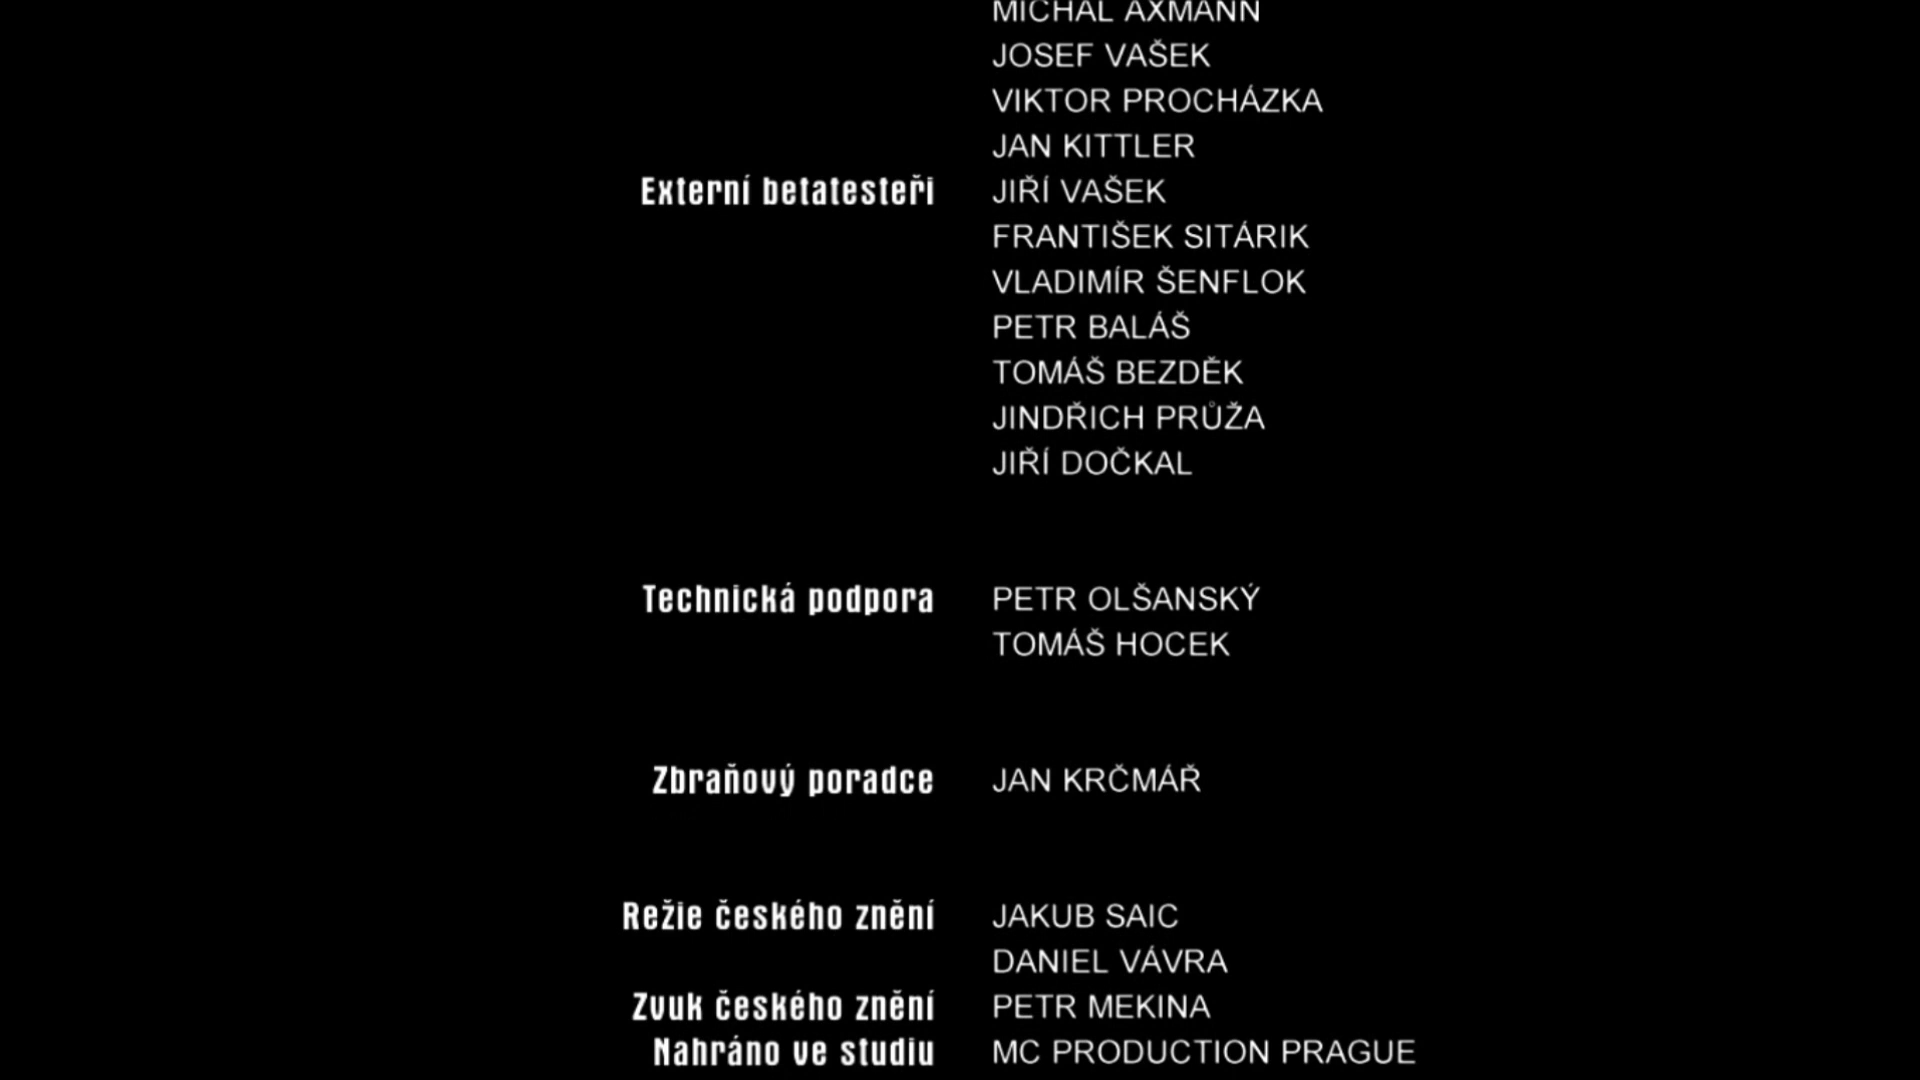 MICHAL AXMANN
JOSEF VAŠEK
VIKTOR PROCHÁZKA
JAN KITTLER
Externí betatesteři JIŘÍ VAŠEK
FRANTIŠEK SITÁRIK
VLADIMÍR ŠENFLOK
PETR BALÁŠ
TOMÁŠ BEZDĚK
JINDŘICH PRŮŽA
JIŘÍ DOČKAL
Technická podpora PETR OLŠANSKÝ
TOMÁŠ HOCEK
Zbraňový poradce JAN KRČMÁŘ
Režie českého znění JAKUB SAIC
DANIEL VÁVRA
Zvuk českého znění PETR MEKINA
Nahráno ve studiu MC PRODUCTION PRAGUE